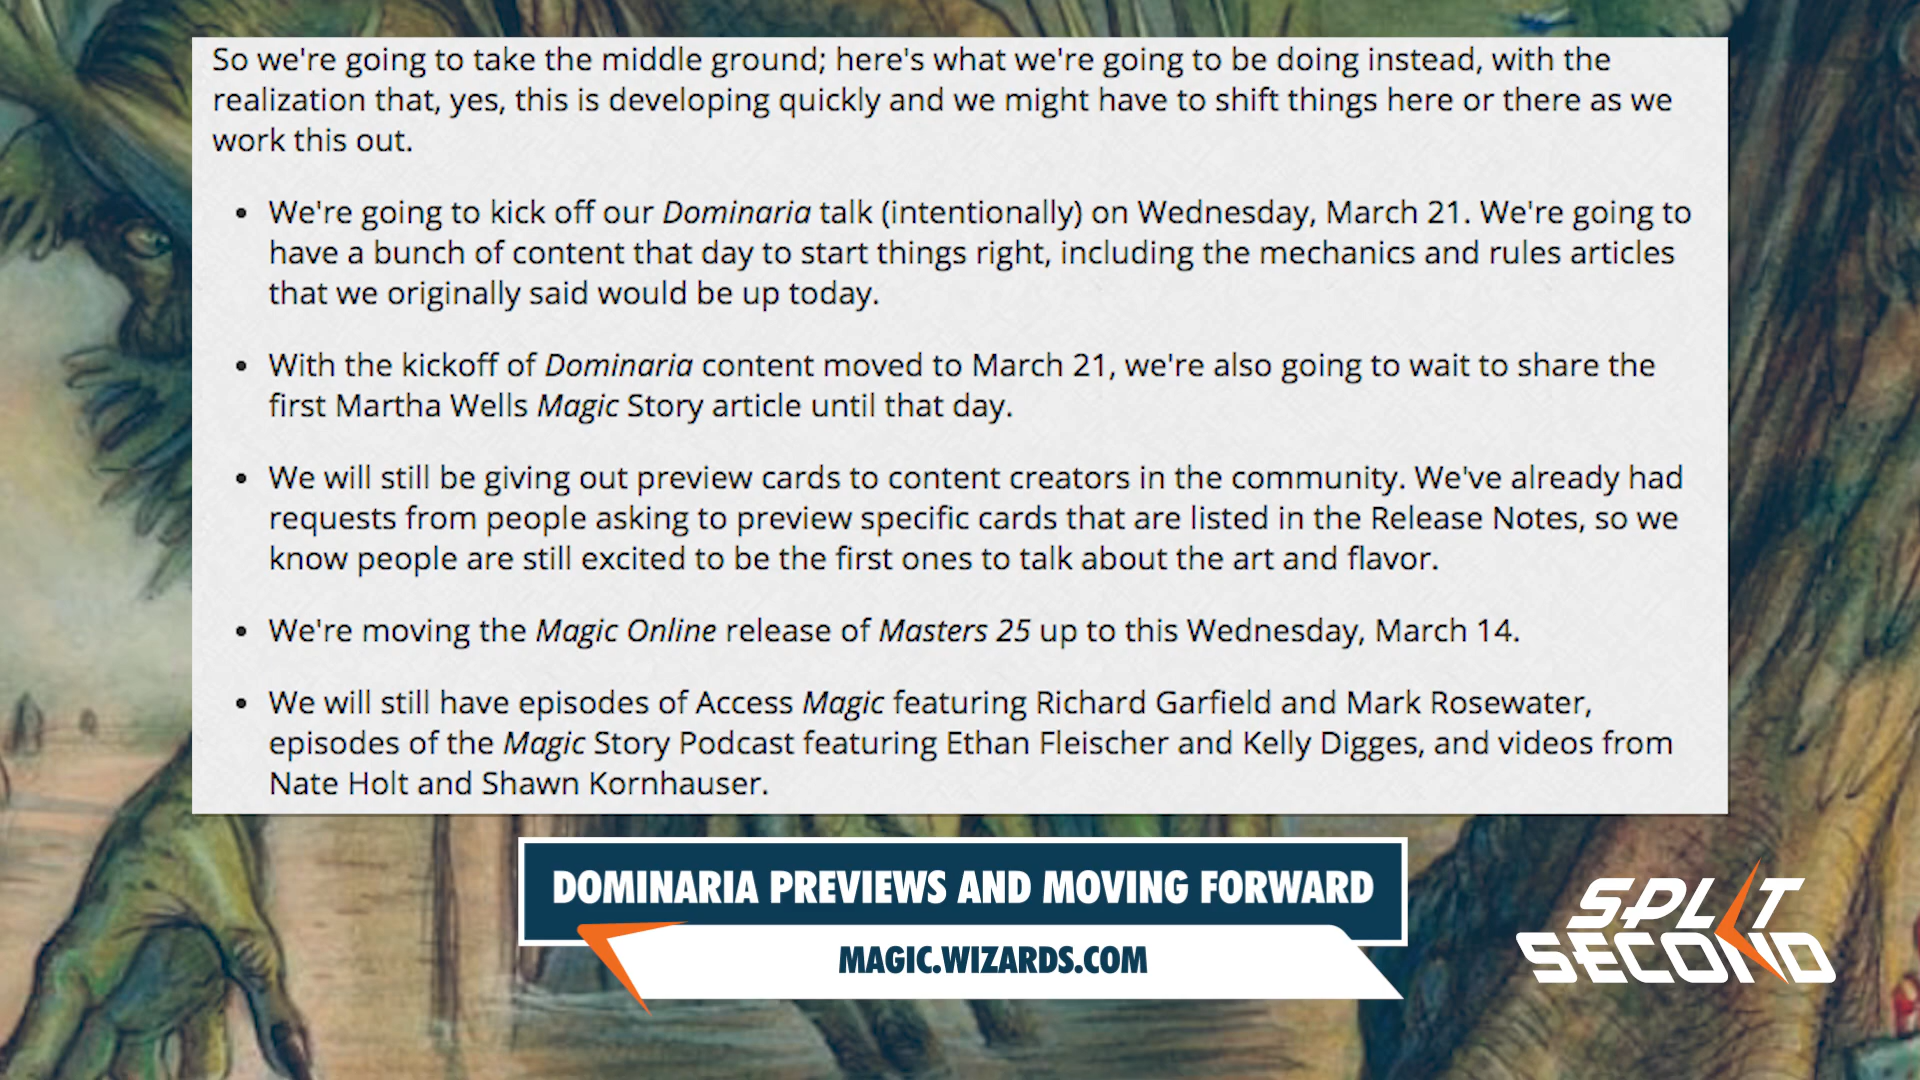 So we're going to take the middle ground; here's what we're going to be doing instead, with the
realization that, yes, this is developing quickly and we might have to shift things here or there as we
work this out.
• We're going to kick off our Dominaria talk (intentionally) on Wednesday, March 21. We're going to
have a bunch of content that day to start things right, including the mechanics and rules articles
that we originally said would be up today.
• With the kickoff of Dominaria content moved to March 21, we're also going to wait to share the
first Martha Wells Magic Story article until that day.
• We will still be giving out preview cards to content creators in the community. We've already had
requests from people asking to preview specific cards that are listed in the Release Notes, so we
know people are still excited to be the first ones to talk about the art and flavor.
• We're moving the Magic Online release of Masters 25 up to this Wednesday, March 14.
• We will still have episodes of Access Magic featuring Richard Garfield and Mark Rosewater,
episodes of the Magic Story Podcast featuring Ethan Fleischer and Kelly Digges, and videos from
Nate Holt and Shawn Kornhauser.
DOMINARIA PREVIEWS AND MOVING FORWARD
MAGIC.WIZARDS.COM
SPLIT
SECOND